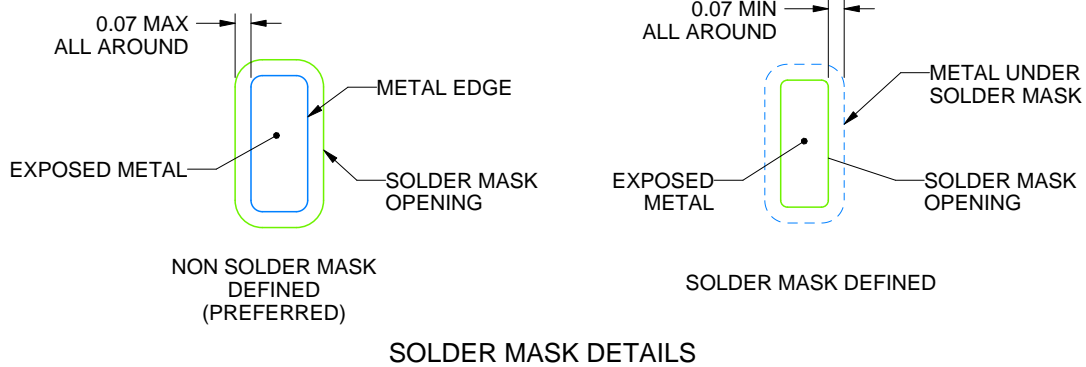 0.07 MAX
ALL AROUND
METAL EDGE
EXPOSED METAL
SOLDER MASK
OPENING
NON SOLDER MASK
DEFINED
(PREFERRED)
0.07 MIN
ALL AROUND
METAL UNDER
SOLDER MASK
EXPOSED
METAL
SOLDER MASK
OPENING
SOLDER MASK DEFINED
SOLDER MASK DETAILS